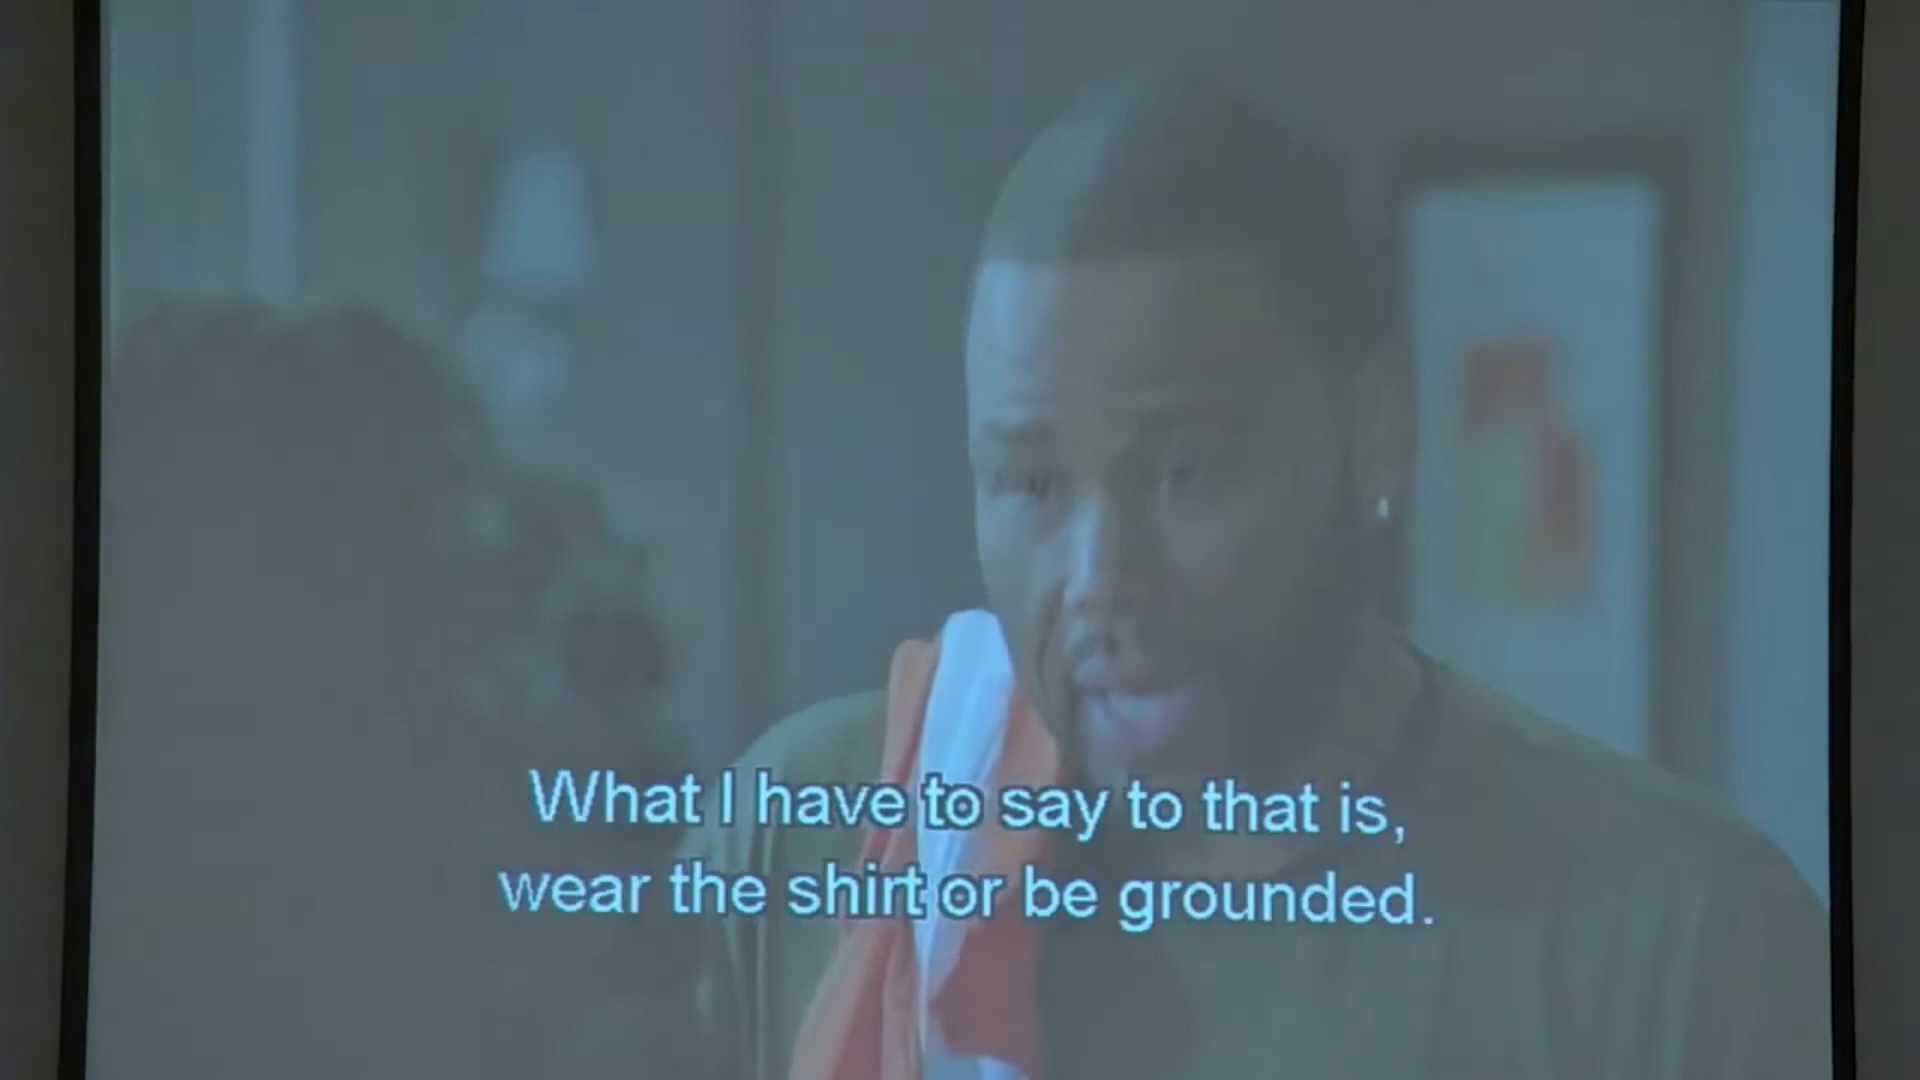 What I have to say to that is,
wear the shirt or be grounded.